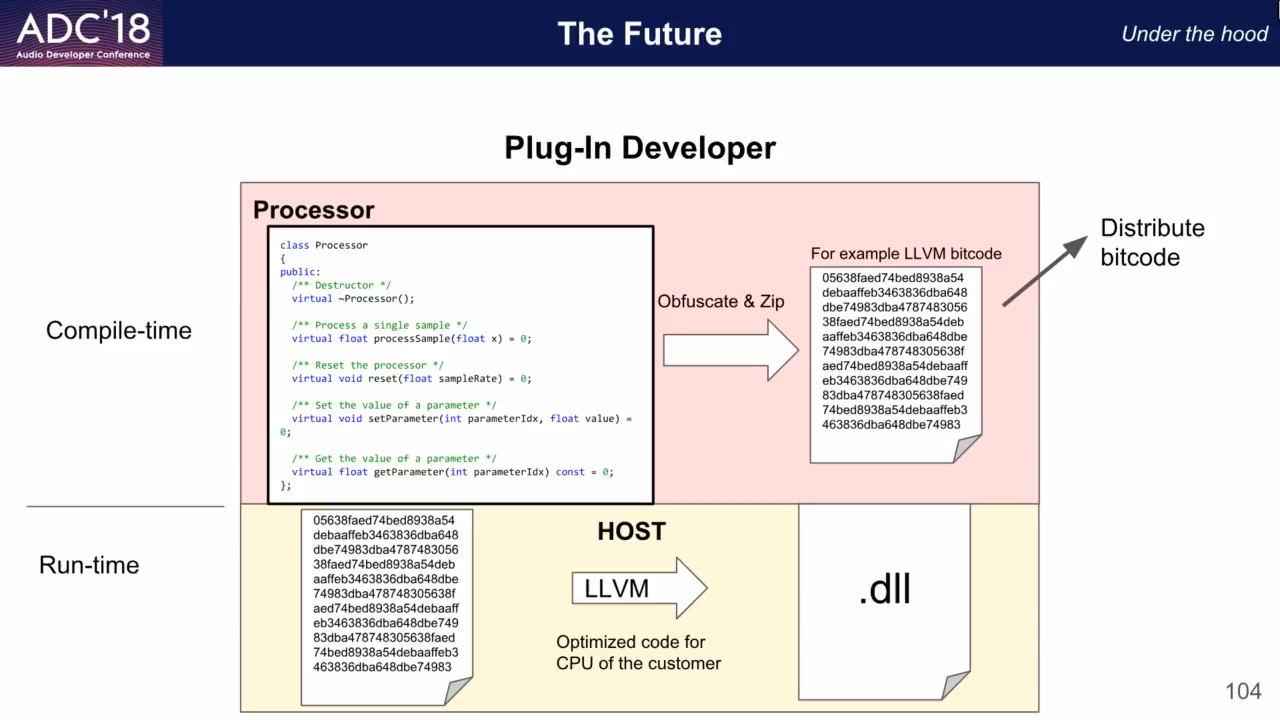 ADC'18
Audio Developer Conference
The Future
Under the hood
Plug-In Developer
Processor
class Processor
{
public:
/** Destructor */
virtual ~Processor();
/** Process a single sample */
virtual float processSample(float x) = 0;
/** Reset the processor */
virtual void reset(float sampleRate) = 0;
/** Set the value of a parameter */
virtual void setParameter(int parameterIdx, float value) =
0;
/** Get the value of a parameter */
virtual float getParameter(int parameterIdx) const = 0;
};
Obfuscate & Zip
For example LLVM bitcode
05638faed74bed8938a54
debaaffeb3463836dba648
dbe74983dba4787483056
38faed74bed8938a54deb
aaffeb3463836dba648dbe
74983dba478748305638f
aed74bed8938a54debaaff
eb3463836dba648dbe749
83dba478748305638faed
74bed8938a54debaaffeb3
463836dba648dbe74983
Distribute
bitcode
Compile-time
Run-time
05638faed74bed8938a54
debaaffeb3463836dba648
dbe74983dba4787483056
38faed74bed8938a54deb
aaffeb3463836dba648dbe
74983dba478748305638f
aed74bed8938a54debaaff
eb3463836dba648dbe749
83dba478748305638faed
74bed8938a54debaaffeb3
463836dba648dbe74983
HOST
LLVM
Optimized code for
CPU of the customer
.dll
104